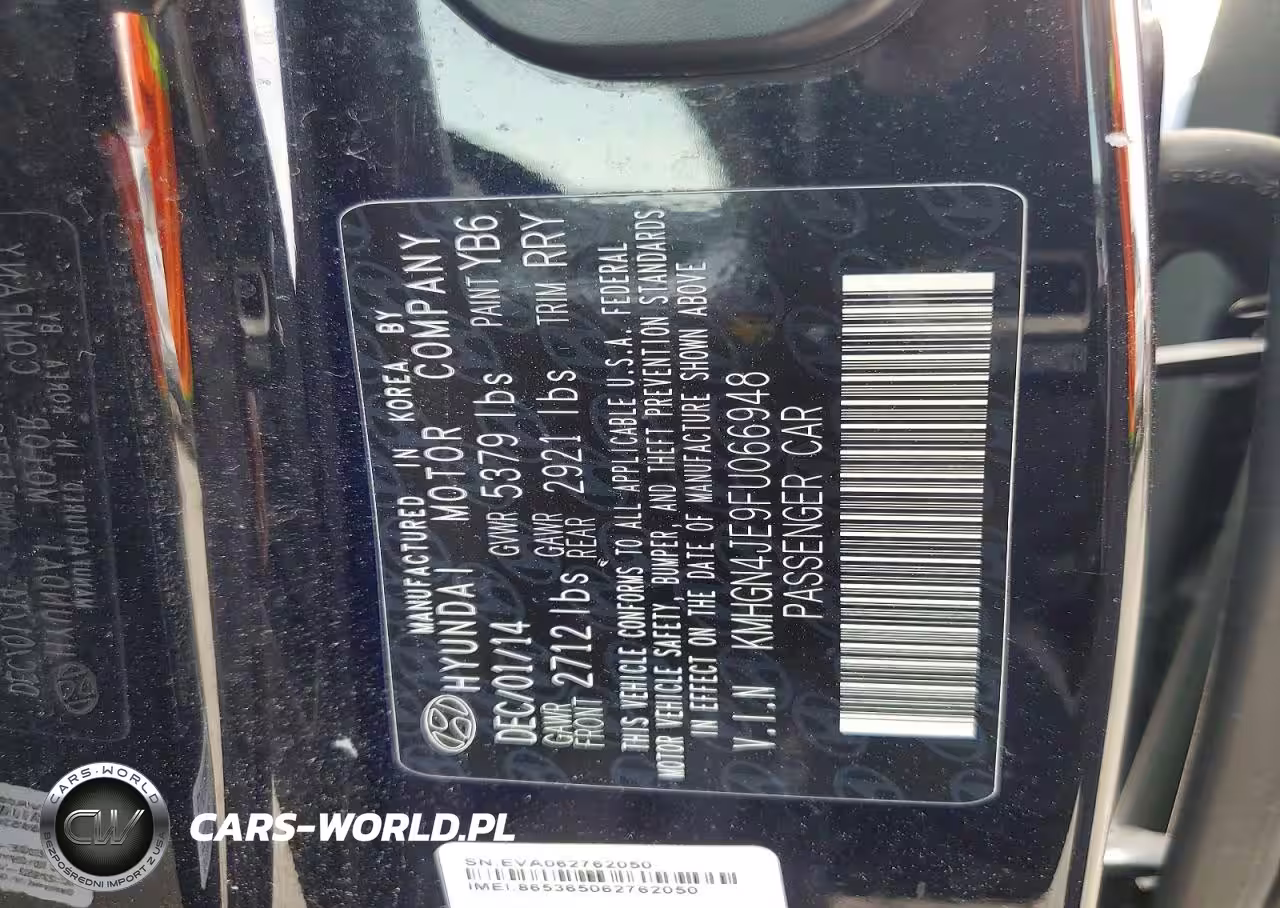 MANUFACTURED IN KOREA BY
HYUNDAI MOTOR COMPANY
DEC/01/14 GVWR 5379 lbs PAINT YB6
GAWR FRONT 2712 lbs GAWR REAR 2921 lbs TRIM RRY
THIS VEHICLE CONFORMS TO ALL APPLICABLE U.S.A. FEDERAL
MOTOR VEHICLE SAFETY, BUMPER, AND THEFT PREVENTION STANDARDS
IN EFFECT ON THE DATE OF MANUFACTURE SHOWN ABOVE
V.I.N KMHGN4JE9FU066948
PASSENGER CAR
CARS-WORLD
CW
BEZPOŚREDNI IMPORT Z USA
CARS-WORLD.PL
SN.EVA062762050
IMEI.865365062762050